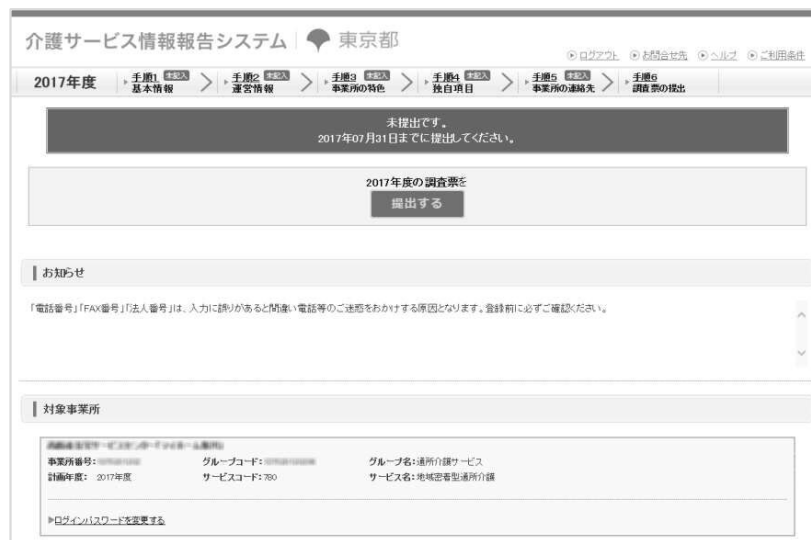 介護サービス情報報告システム 東京都
ログアウト お問合せ先 ヘルプ ご利用条件
2017年度 手順1 未記入 基本情報 手順2 未記入 運営情報 手順3 未記入 事業所の特色 手順4 未記入 独自項目 手順5 未記入 事業所の連絡先 手順6 調査票の提出
未提出です。
2017年07月31日までに提出してください。
2017年度の調査票を
提出する
お知らせ
「電話番号」「FAX番号」「法人番号」は、入力に誤りがあると間違い電話等のご迷惑をおかけする原因となります。登録前に必ずご確認ください。
対象事業所
事業所番号: グループコード: グループ名:通所介護サービス
計画年度: 2017年度 サービスコード:780 サービス名:地域密着型通所介護
ログインパスワードを変更する